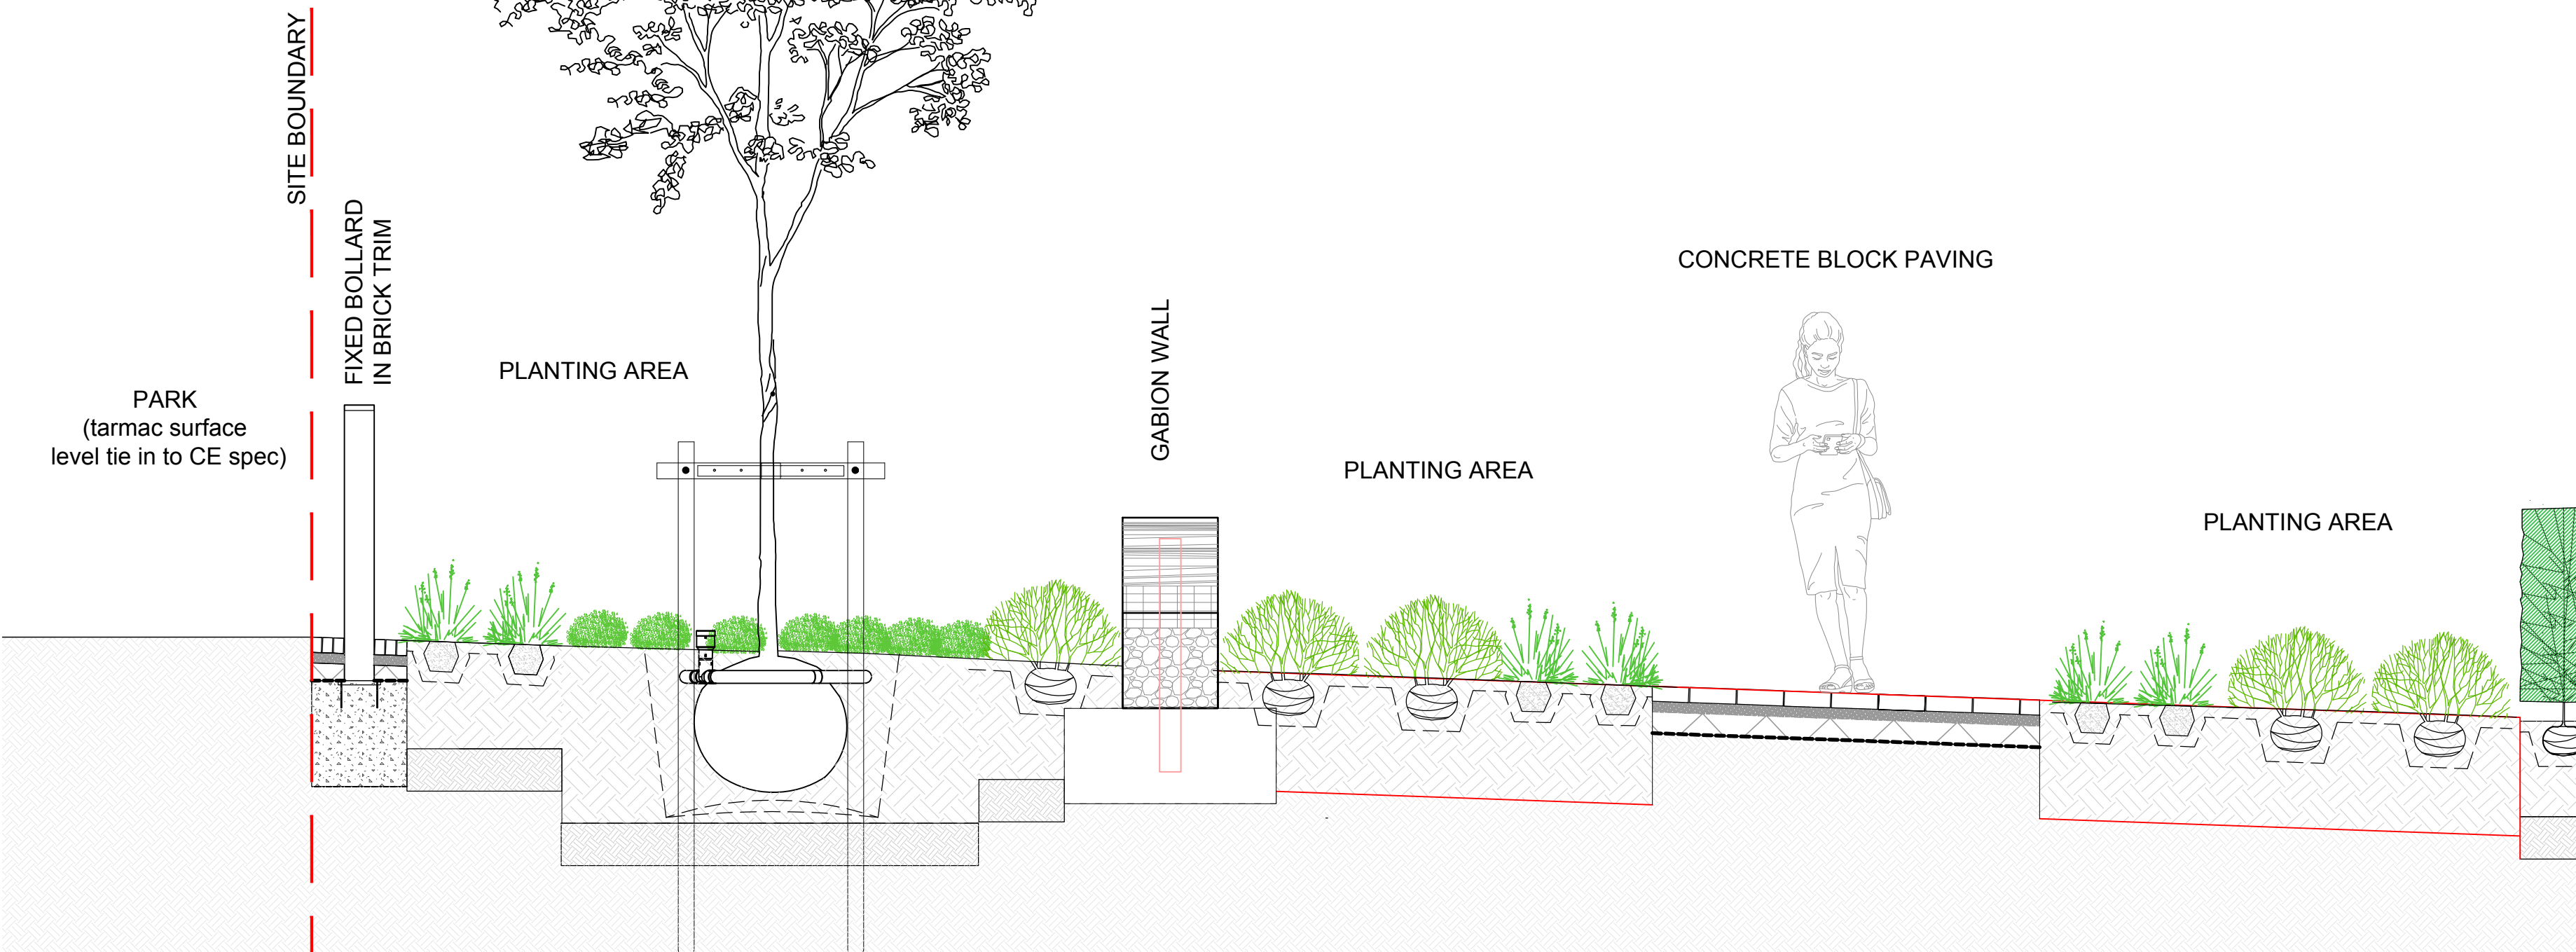 SITE BOUNDARY
FIXED BOLLARD
IN BRICK TRIM
PARK
(tarmac surface
level tie in to CE spec)
PLANTING AREA
GABION WALL
PLANTING AREA
CONCRETE BLOCK PAVING
PLANTING AREA